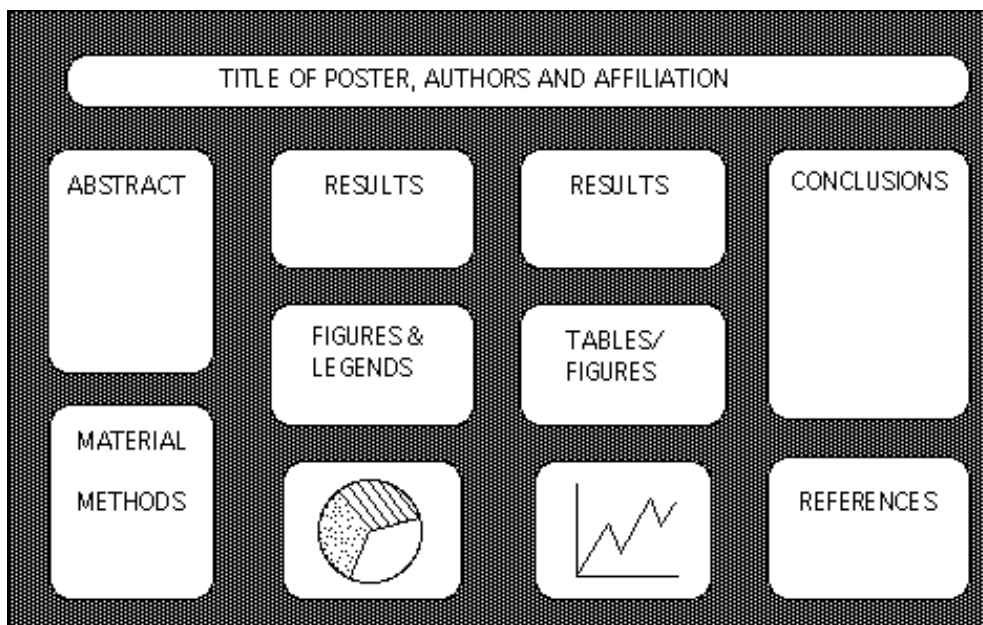 TITLE OF POSTER, AUTHORS AND AFFILIATION
ABSTRACT
MATERIAL
METHODS
RESULTS
FIGURES &
LEGENDS
RESULTS
TABLES/
FIGURES
CONCLUSIONS
REFERENCES